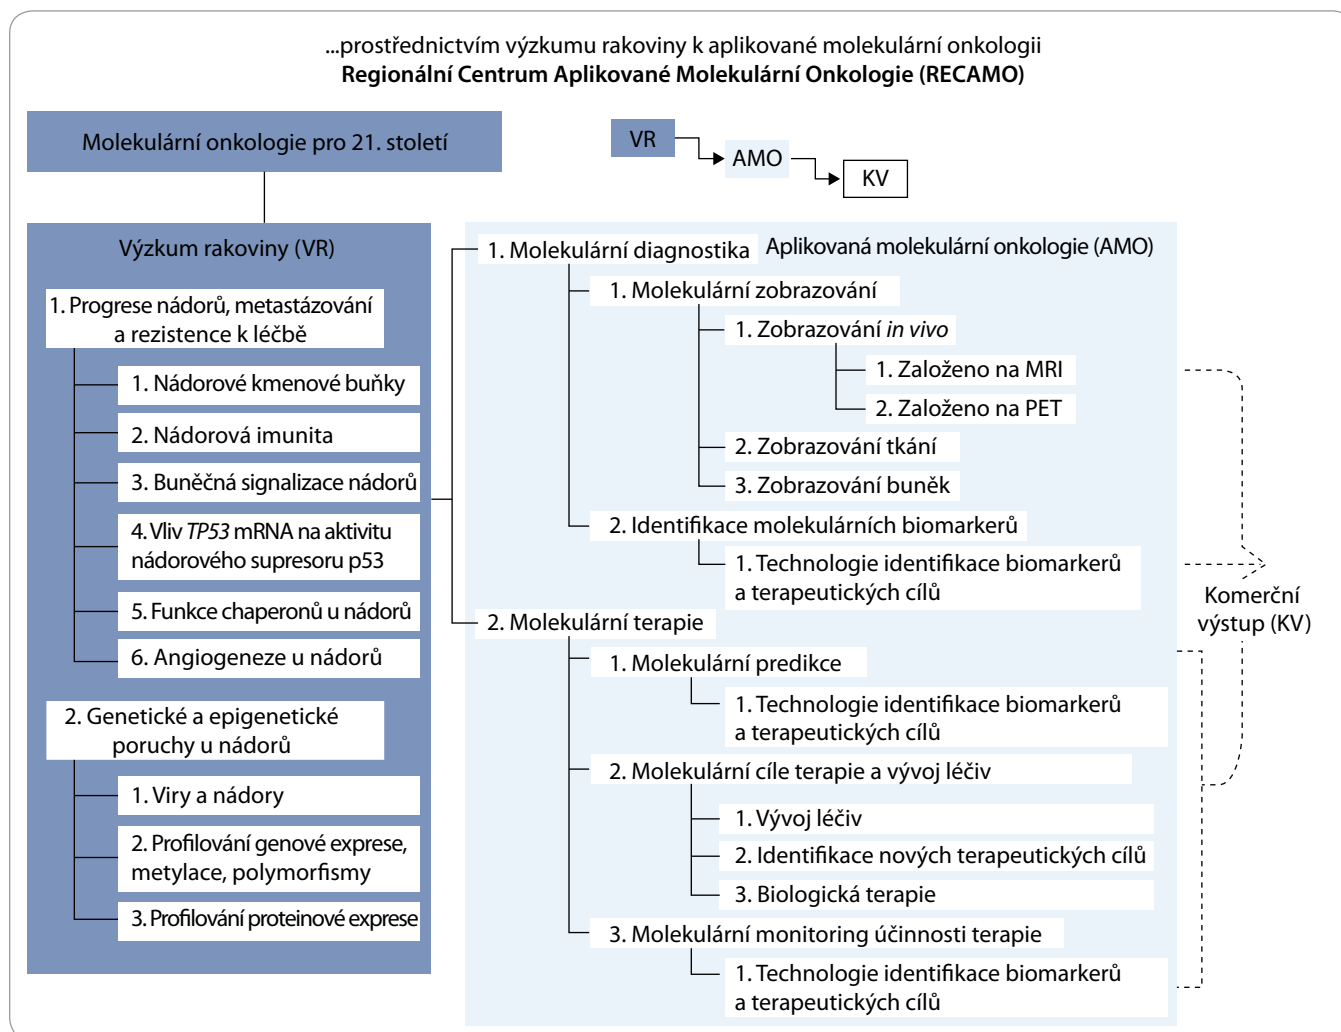 ...prostřednictvím výzkumu rakoviny k aplikované molekulární onkologii
Regionální Centrum Aplikované Molekulární Onkologie (RECAMO)
Molekulární onkologie pro 21. století
VR
AMO
KV
Výzkum rakoviny (VR)
1. Progrese nádorů, metastázování
a rezistence k léčbě
1. Nádorové kmenové buňky
2. Nádorová imunita
3. Buněčná signalizace nádorů
4. Vliv TP53 mRNA na aktivitu
nádorového supresoru p53
5. Funkce chaperonů u nádorů
6. Angiogeneze u nádorů
2. Genetické a epigenetické
poruchy u nádorů
1. Viry a nádory
2. Profilování genové exprese,
metylace, polymorfismy
3. Profilování proteinové exprese
Aplikovaná molekulární onkologie (AMO)
1. Molekulární diagnostika
1. Molekulární zobrazování
1. Zobrazování in vivo
1. Založeno na MRI
2. Založeno na PET
2. Zobrazování tkání
3. Zobrazování buněk
2. Identifikace molekulárních biomarkerů
1. Technologie identifikace biomarkerů
a terapeutických cílů
2. Molekulární terapie
1. Molekulární predikce
1. Technologie identifikace biomarkerů
a terapeutických cílů
2. Molekulární cíle terapie a vývoj léčiv
1. Vývoj léčiv
2. Identifikace nových terapeutických cílů
3. Biologická terapie
3. Molekulární monitoring účinnosti terapie
1. Technologie identifikace biomarkerů
a terapeutických cílů
Komerční
výstup (KV)